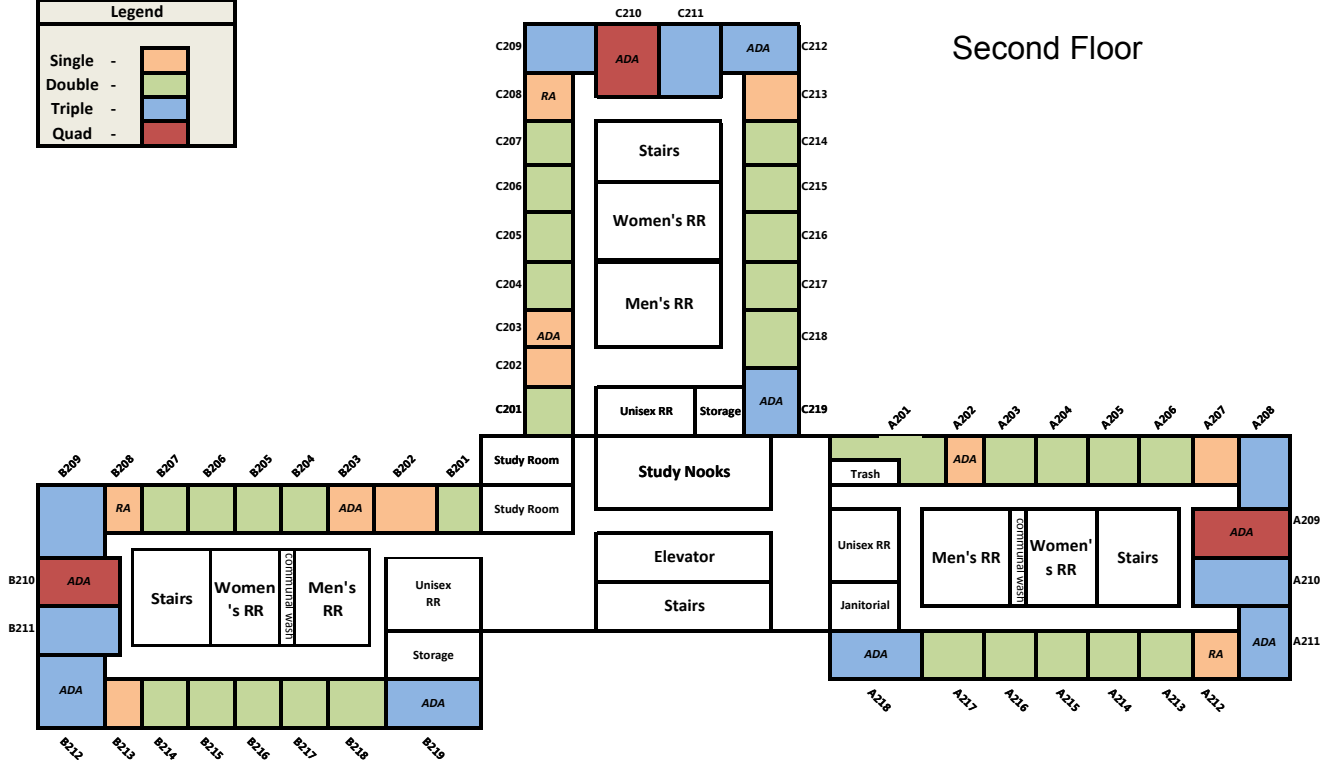 Legend
Single -
Double -
Triple -
Quad -
Second Floor
C210
C211
C209
ADA
ADA
C212
C208
RA
C213
C207
Stairs
C214
C206
C215
Women's RR
C205
C216
C204
C217
Men's RR
C203
ADA
C218
C202
C201
Unisex RR
Storage
ADA
C219
A201
A202
A203
A204
A205
A206
A207
A208
Study Room
Study Nooks
Trash
ADA
B209
B208
B207
B206
B205
B204
B203
B202
B201
RA
ADA
Study Room
Unisex RR
Men's RR
communal wash
Women'
s RR
Stairs
ADA
A209
A210
Elevator
Stairs
Janitorial
B210
ADA
Stairs
Women
's RR
communal wash
Men's
RR
Unisex
RR
B211
Storage
ADA
RA
ADA
A211
ADA
ADA
A218
A217
A216
A215
A214
A213
A212
B212
B213
B214
B215
B216
B217
B218
B219